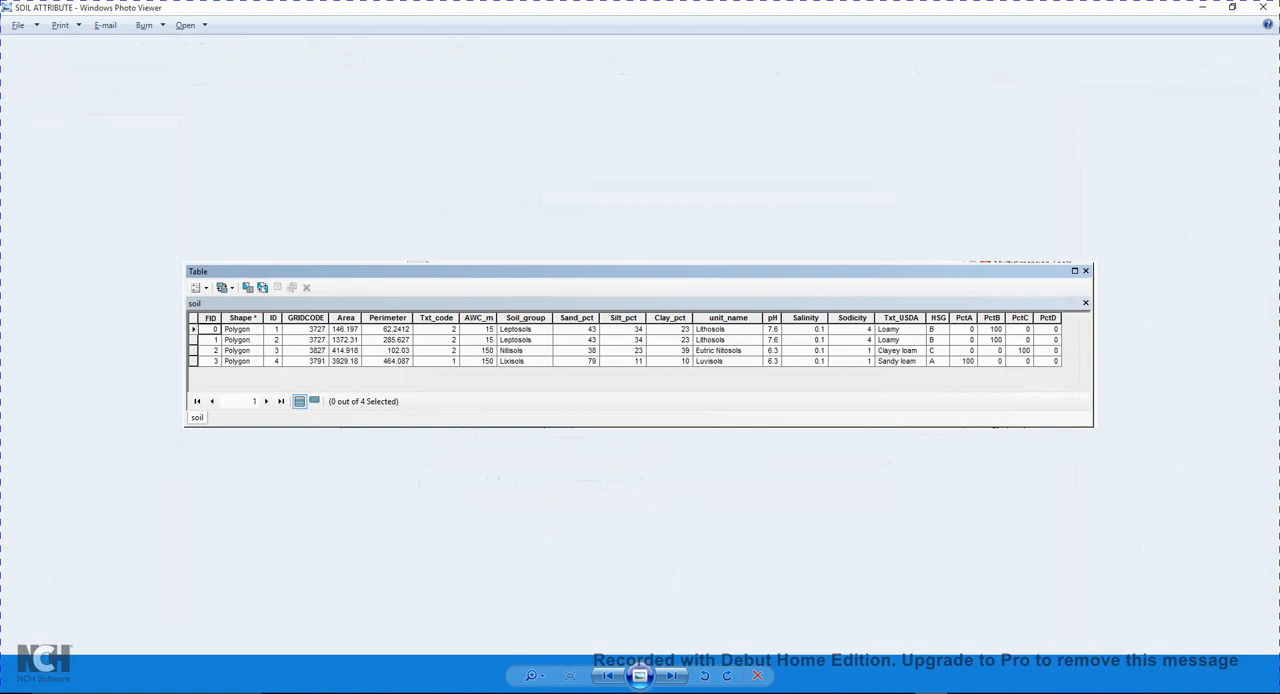 SOIL ATTRIBUTE - Windows Photo Viewer
File Print E-mail Burn Open
Table
soil
FID Shape * ID GRIDCODE Area Perimeter Txt_code AWC_m Soil_group Sand_pct Silt_pct Clay_pct unit_name pH Salinity Sodicity Txt_USDA HSG PctA PctB PctC PctD
0 Polygon 1 3727 146.197 62.2412 2 15 Leptosols 43 34 23 Lithosols 7.6 0.1 4 Loamy B 0 100 0 0
1 Polygon 2 3727 1372.31 285.627 2 15 Leptosols 43 34 23 Lithosols 7.6 0.1 4 Loamy B 0 100 0 0
2 Polygon 3 3827 414.918 102.03 2 150 Nitisols 38 23 39 Eutric Nitosols 6.3 0.1 1 Clayey loam C 0 0 100 0
3 Polygon 4 3791 3929.18 464.087 1 150 Lixisols 79 11 10 Luvisols 6.3 0.1 1 Sandy loam A 100 0 0 0
1 (0 out of 4 Selected)
soil
NCH
NCH Software
Recorded with Debut Home Edition. Upgrade to Pro to remove this message